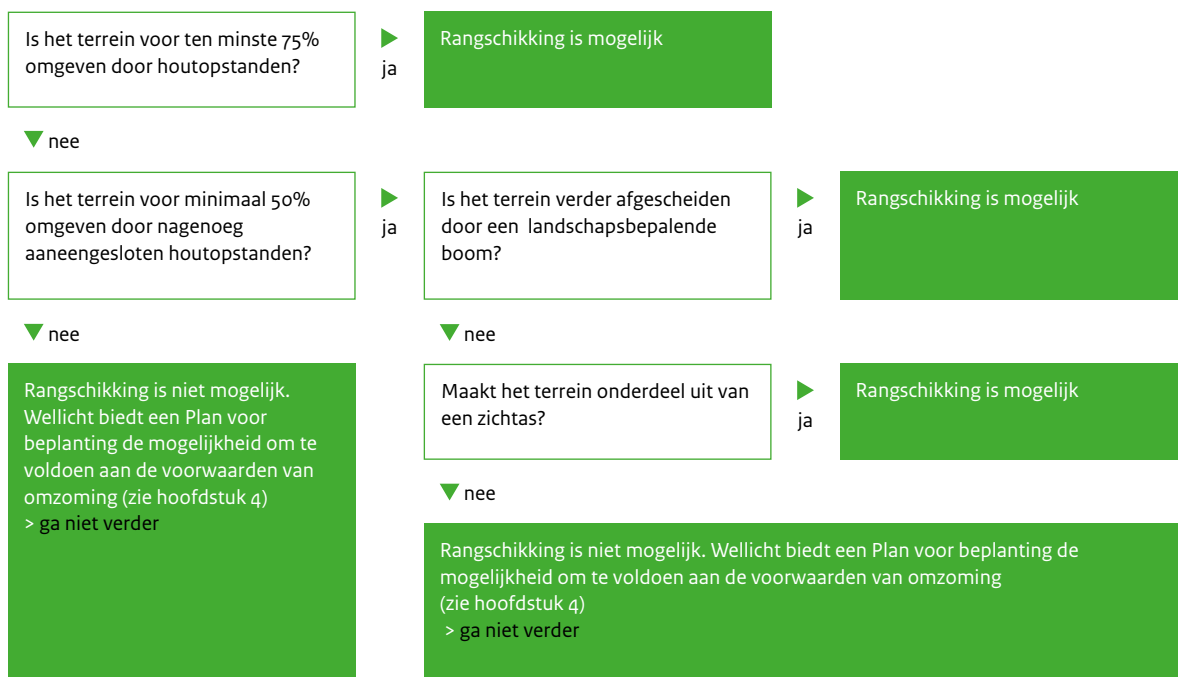 Is het terrein voor ten minste 75%
omgeven door houtopstanden?
ja
Rangschikking is mogelijk
nee
Is het terrein voor minimaal 50%
omgeven door nagenoeg
aaneengesloten houtopstanden?
ja
Is het terrein verder afgescheiden
door een landschapsbepalende
boom?
ja
Rangschikking is mogelijk
nee
nee
Rangschikking is niet mogelijk.
Wellicht biedt een Plan voor
beplanting de mogelijkheid om te
voldoen aan de voorwaarden van
omzoming (zie hoofdstuk 4)
> ga niet verder
Maakt het terrein onderdeel uit van
een zichtas?
ja
Rangschikking is mogelijk
nee
Rangschikking is niet mogelijk. Wellicht biedt een Plan voor beplanting de
mogelijkheid om te voldoen aan de voorwaarden van omzoming
(zie hoofdstuk 4)
> ga niet verder